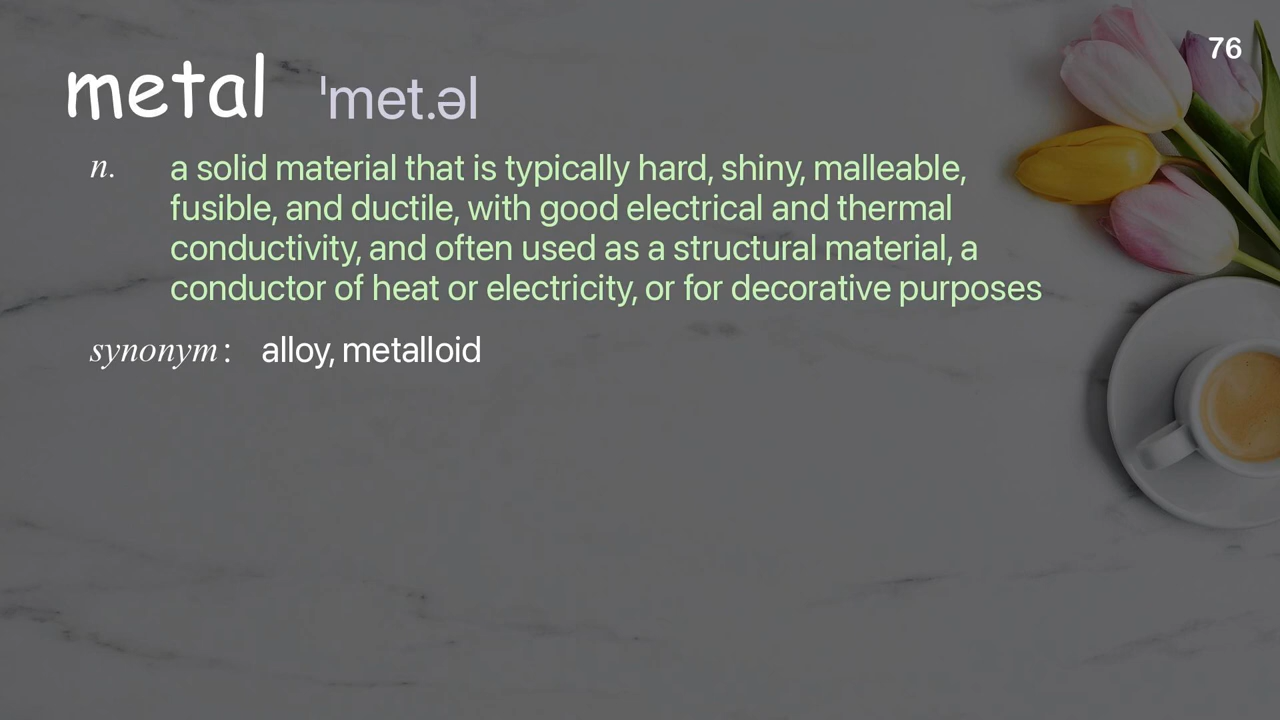 76
metal ˈmet.əl
n. a solid material that is typically hard, shiny, malleable,
fusible, and ductile, with good electrical and thermal
conductivity, and often used as a structural material, a
conductor of heat or electricity, or for decorative purposes
synonym: alloy, metalloid